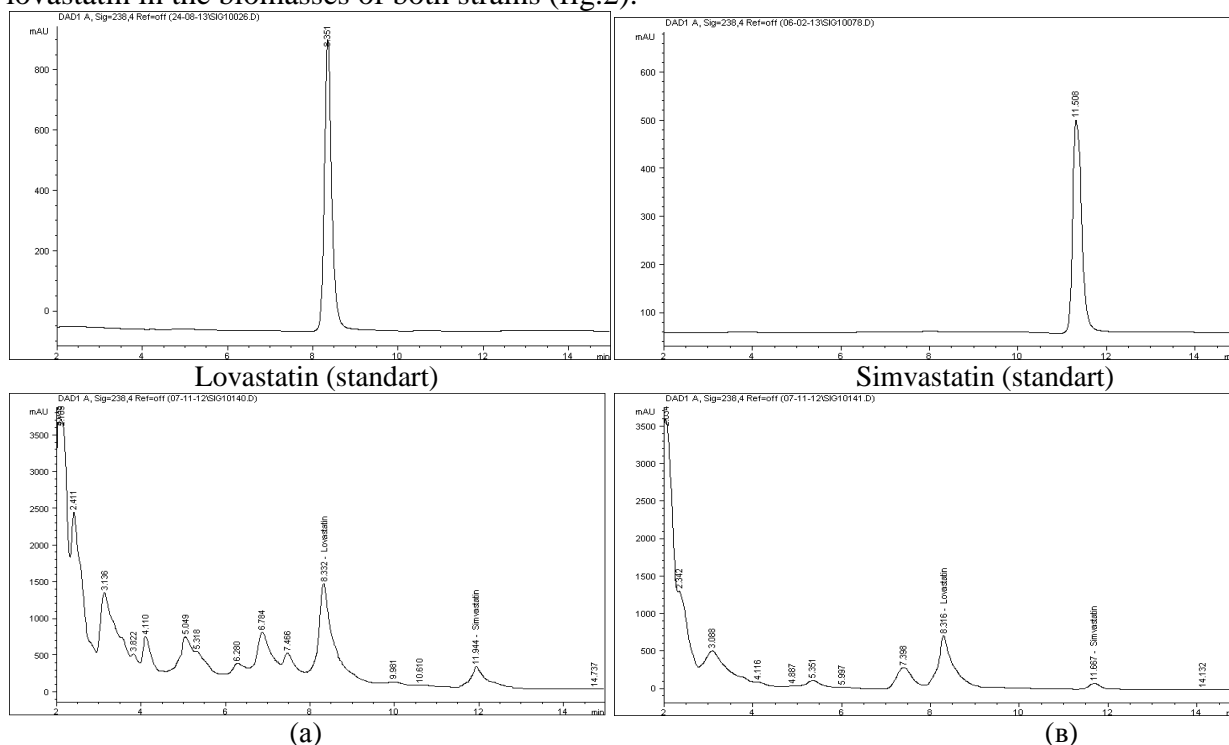 lovastatin in the biomasses of both strains (fig.2).
DAD1 A, Sig=238,4 Ref=off (24-08-13\SIG10026.D)
mAU
8.351
800
600
400
200
0
2 4 6 8 10 12 14 min
Lovastatin (standart)
DAD1 A, Sig=238,4 Ref=off (06-02-13\SIG10078.D)
mAU
11.508
600
500
400
300
200
100
2 4 6 8 10 12 14
Simvastatin (standart)
DAD1 A, Sig=238,4 Ref=off (07-11-12\SIG10140.D)
mAU
3500
3000
2500
2000
1500
1000
500
0
2.411
3.136
3.822
4.110
5.049
5.318
6.280
6.784
7.466
8.332 - Lovastatin
9.981
10.610
11.944 - Simvastatin
14.737
2 4 6 8 10 12 14 min
(a)
DAD1 A, Sig=238,4 Ref=off (07-11-12\SIG10141.D)
mAU
3500
3000
2500
2000
1500
1000
500
0
2.342
3.088
4.116
4.887
5.351
5.997
7.398
8.316 - Lovastatin
11.667 - Simvastatin
14.132
2 4 6 8 10 12 14 min
(в)